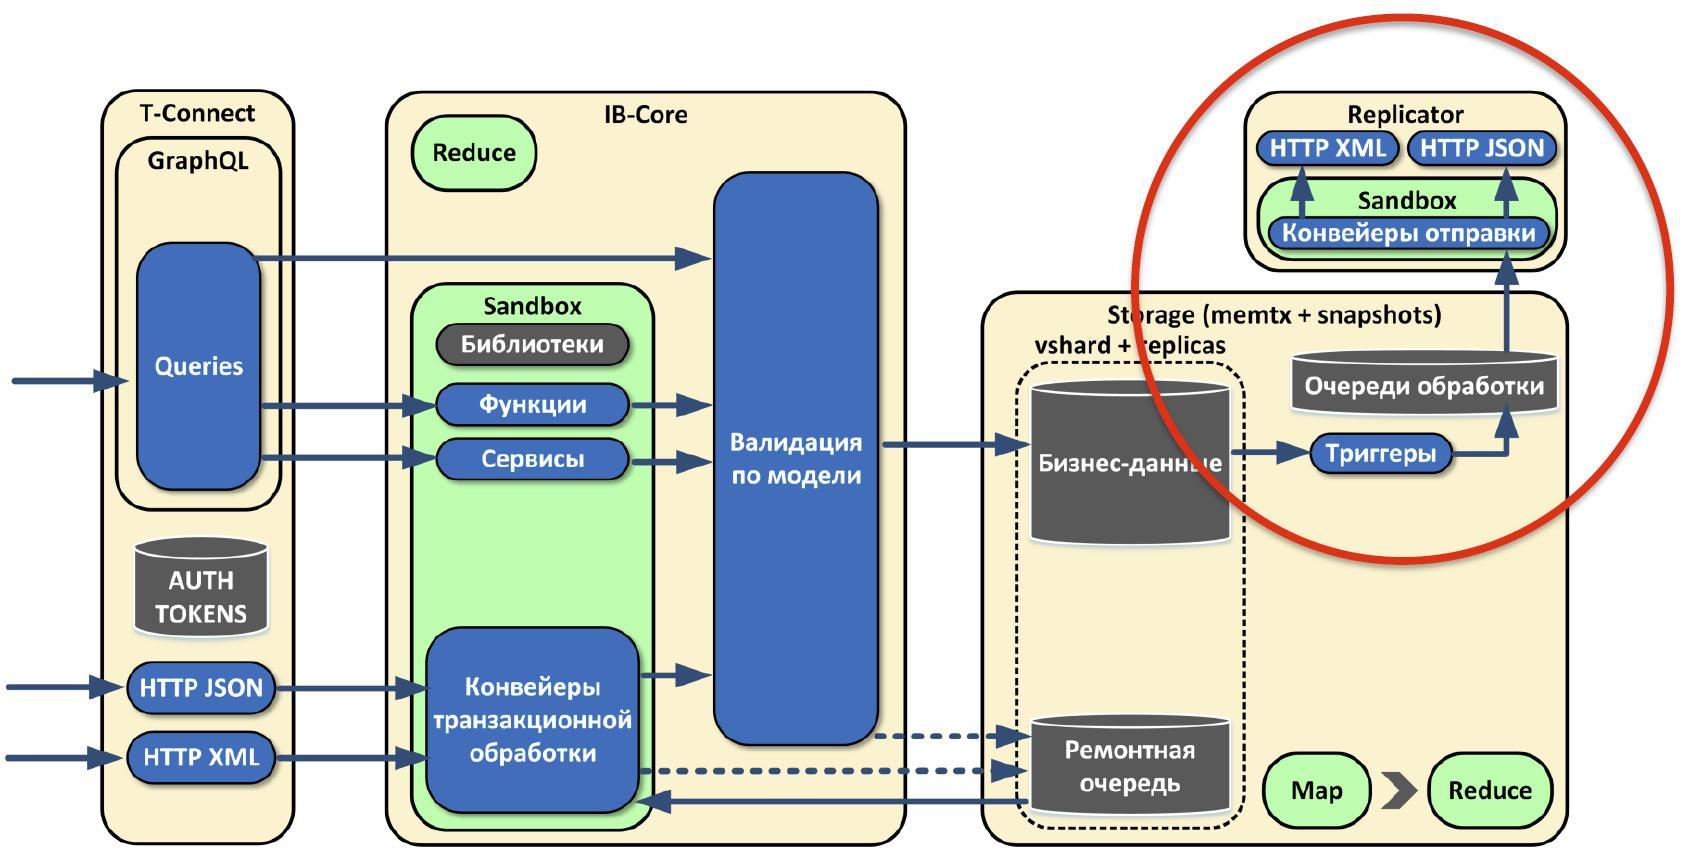 T-Connect
GraphQL
Queries
AUTH
TOKENS
HTTP JSON
HTTP XML
IB-Core
Reduce
Sandbox
Библиотеки
Функции
Сервисы
Конвейеры
транзакционной
обработки
Валидация
по модели
Replicator
HTTP XML
HTTP JSON
Sandbox
Конвейеры отправки
Storage (memtx + snapshots)
vshard + replicas
Очереди обработки
Бизнес-данные
Триггеры
Ремонтная
очередь
Map
Reduce